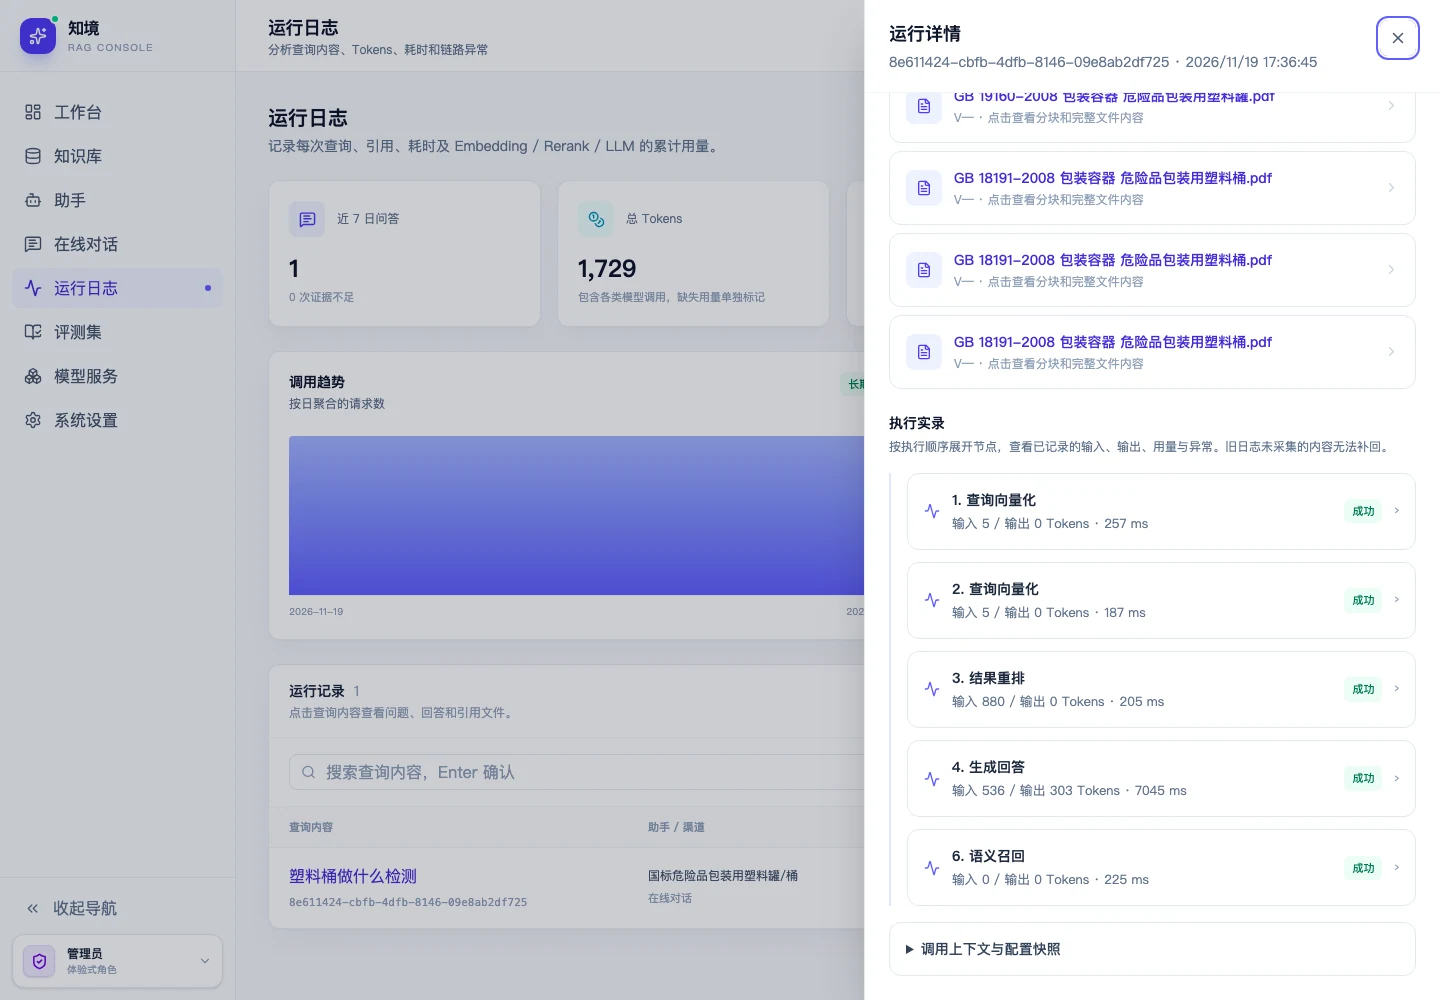 知境
RAG CONSOLE
工作台
知识库
助手
在线对话
运行日志
评测集
模型服务
系统设置
收起导航
管理员
体验式角色
运行日志
分析查询内容、Tokens、耗时和链路异常
运行日志
记录每次查询、引用、耗时及 Embedding / Rerank / LLM 的累计用量。
近 7 日问答
1
0 次证据不足
总 Tokens
1,729
包含各类模型调用，缺失用量单独标记
调用趋势
按日聚合的请求数
长期
2026-11-19
202
运行记录 1
点击查询内容查看问题、回答和引用文件。
搜索查询内容，Enter 确认
查询内容
助手 / 渠道
塑料桶做什么检测
8e611424-cbfb-4dfb-8146-09e8ab2df725
国标危险品包装用塑料罐/桶
在线对话
运行详情
8e611424-cbfb-4dfb-8146-09e8ab2df725 · 2026/11/19 17:36:45
GB 19160-2008 包装容器 危险品包装用塑料罐.pdf
V— · 点击查看分块和完整文件内容
GB 18191-2008 包装容器 危险品包装用塑料桶.pdf
V— · 点击查看分块和完整文件内容
GB 18191-2008 包装容器 危险品包装用塑料桶.pdf
V— · 点击查看分块和完整文件内容
GB 18191-2008 包装容器 危险品包装用塑料桶.pdf
V— · 点击查看分块和完整文件内容
执行实录
按执行顺序展开节点，查看已记录的输入、输出、用量与异常。旧日志未采集的内容无法补回。
1. 查询向量化
输入 5 / 输出 0 Tokens · 257 ms
成功
2. 查询向量化
输入 5 / 输出 0 Tokens · 187 ms
成功
3. 结果重排
输入 880 / 输出 0 Tokens · 205 ms
成功
4. 生成回答
输入 536 / 输出 303 Tokens · 7045 ms
成功
6. 语义召回
输入 0 / 输出 0 Tokens · 225 ms
成功
调用上下文与配置快照